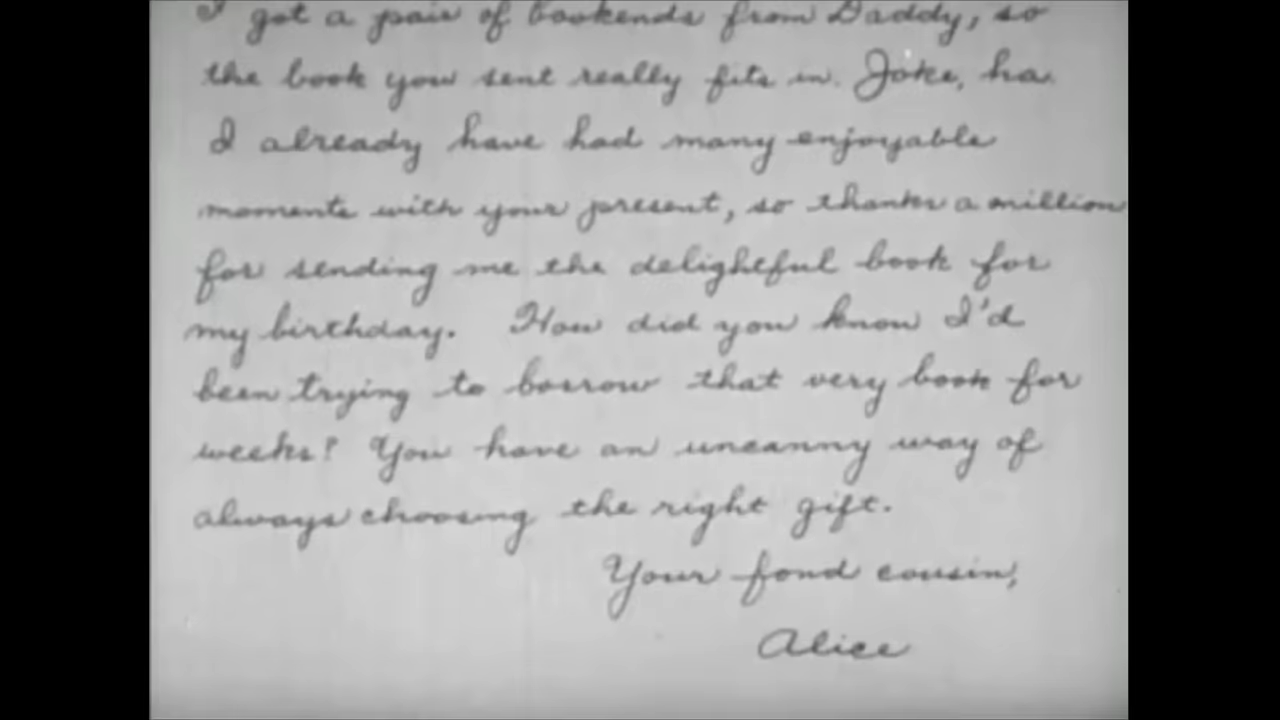 I got a pair of bookends from Daddy, so
the book you sent really fits in. Joke, ha.
I already have had many enjoyable
moments with your present, so thanks a million
for sending me the delightful book for
my birthday. How did you know I'd
been trying to borrow that very book for
weeks? You have an uncanny way of
always choosing the right gift.
Your fond cousin,
Alice